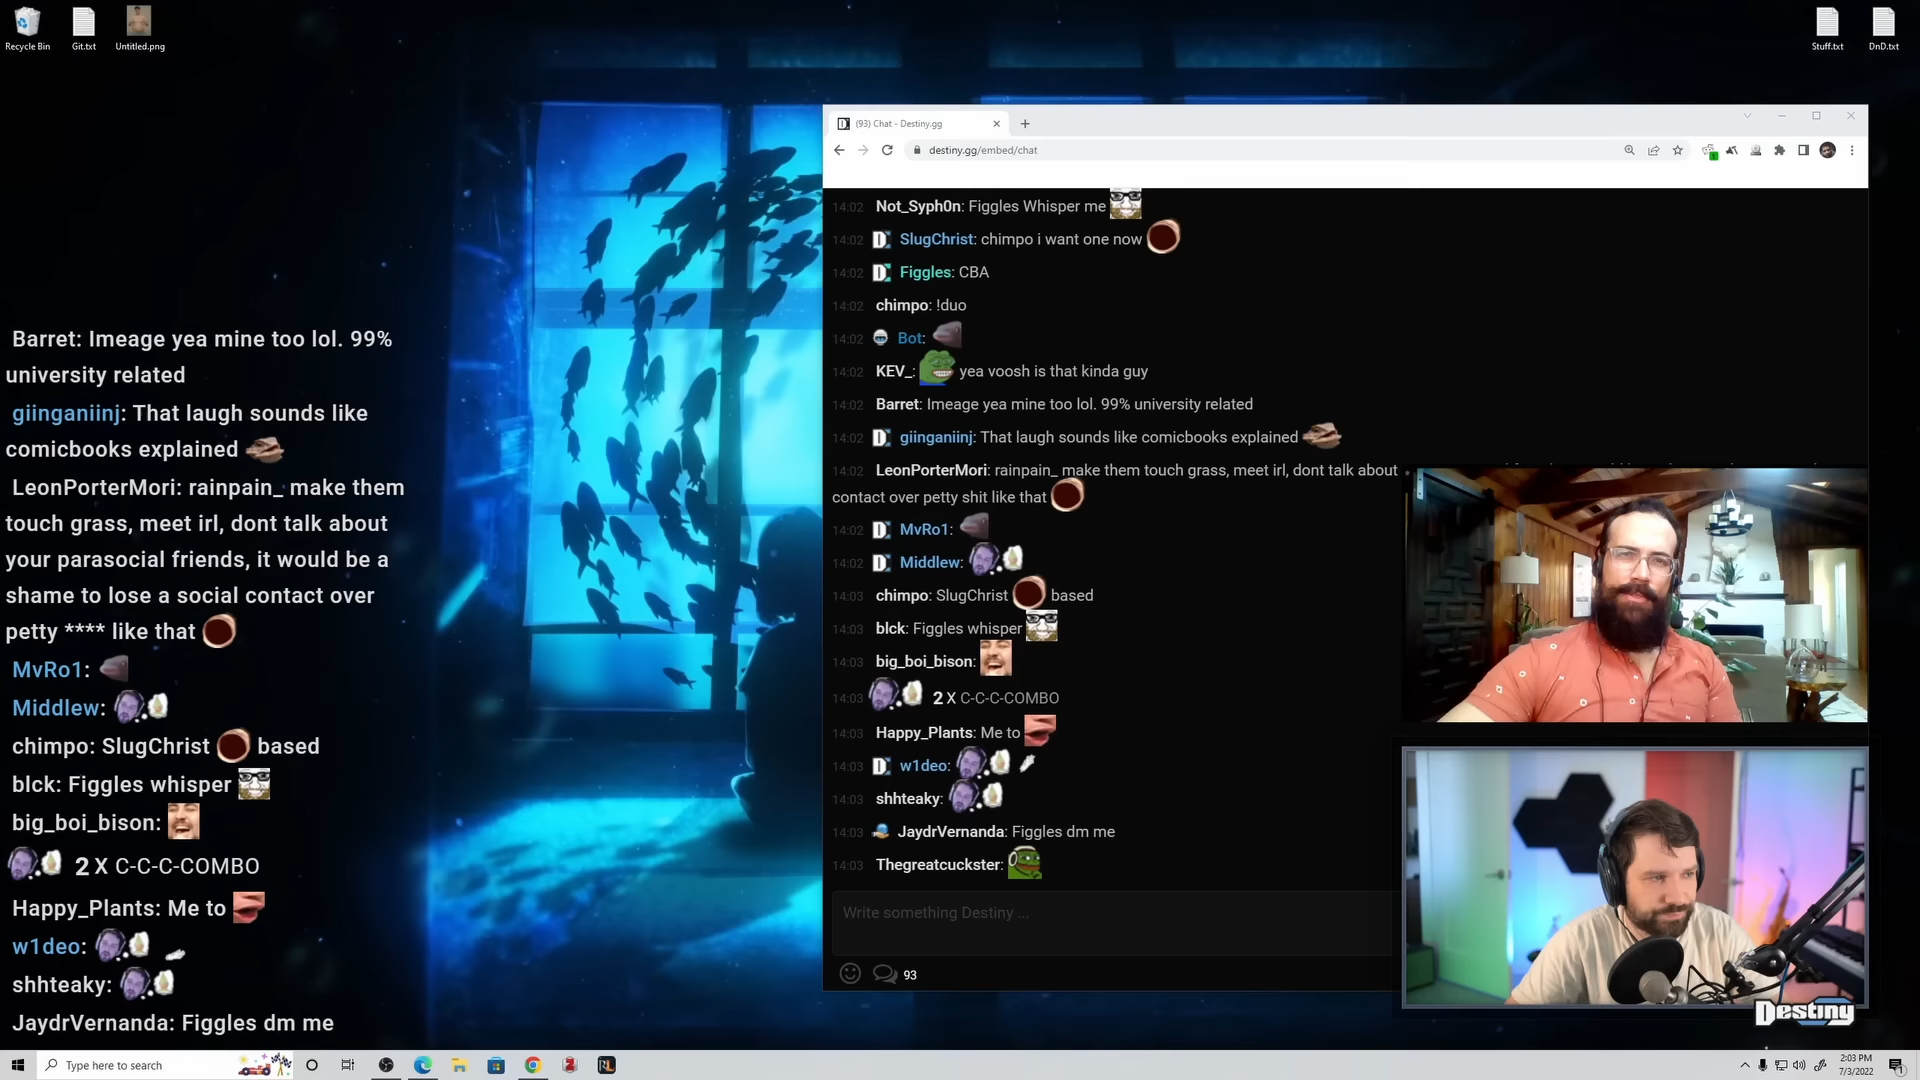 Recycle Bin
Git.txt
Untitled.png
Stuff.txt
DnD.txt
(93) Chat - Destiny.gg
destiny.gg/embed/chat
14:02 Not_Syph0n: Figgles Whisper me
14:02 SlugChrist: chimpo i want one now
14:02 Figgles: CBA
14:02 chimpo: !duo
14:02 Bot:
14:02 KEV_: yea voosh is that kinda guy
14:02 Barret: Imeage yea mine too lol. 99% university related
14:02 giinganiinj: That laugh sounds like comicbooks explained
14:02 LeonPorterMori: rainpain_ make them touch grass, meet irl, dont talk about
contact over petty shit like that
14:02 MvRo1:
14:02 Middlew:
14:03 chimpo: SlugChrist based
14:03 blck: Figgles whisper
14:03 big_boi_bison:
14:03 2 X C-C-C-COMBO
14:03 Happy_Plants: Me to
14:03 w1deo:
14:03 shhteaky:
14:03 JaydrVernanda: Figgles dm me
14:03 Thegreatcuckster:
Write something Destiny ...
93
Barret: Imeage yea mine too lol. 99%
university related
giinganiinj: That laugh sounds like
comicbooks explained
LeonPorterMori: rainpain_ make them
touch grass, meet irl, dont talk about
your parasocial friends, it would be a
shame to lose a social contact over
petty **** like that
MvRo1:
Middlew:
chimpo: SlugChrist based
blck: Figgles whisper
big_boi_bison:
2 X C-C-C-COMBO
Happy_Plants: Me to
w1deo:
shhteaky:
JaydrVernanda: Figgles dm me
Destiny
Type here to search
2:03 PM
7/3/2022